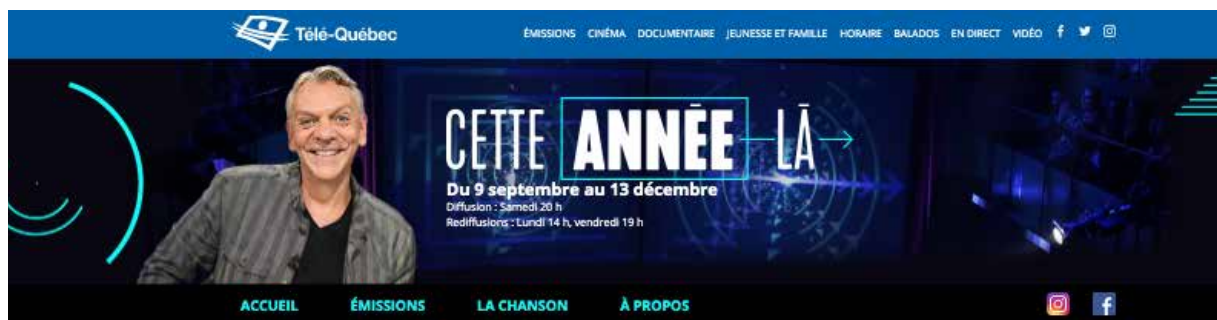 Télé-Québec
ÉMISSIONS CINÉMA DOCUMENTAIRE JEUNESSE ET FAMILLE HORAIRE BALADOS EN DIRECT VIDÉO
CETTE ANNÉE LÀ
Du 9 septembre au 13 décembre
Diffusion : Samedi 20 h
Rediffusions : Lundi 14 h, vendredi 19 h
ACCUEIL ÉMISSIONS LA CHANSON À PROPOS